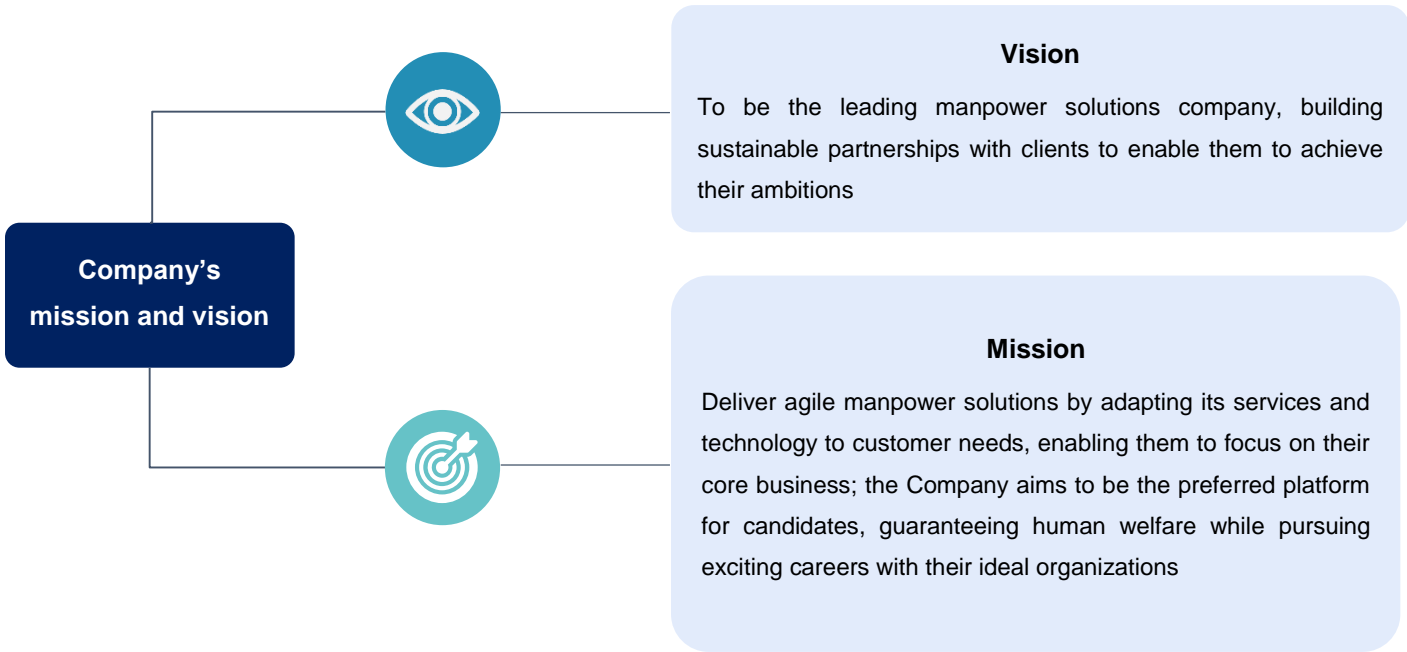 Company’s
mission and vision
Vision
To be the leading manpower solutions company, building
sustainable partnerships with clients to enable them to achieve
their ambitions
Mission
Deliver agile manpower solutions by adapting its services and
technology to customer needs, enabling them to focus on their
core business; the Company aims to be the preferred platform
for candidates, guaranteeing human welfare while pursuing
exciting careers with their ideal organizations